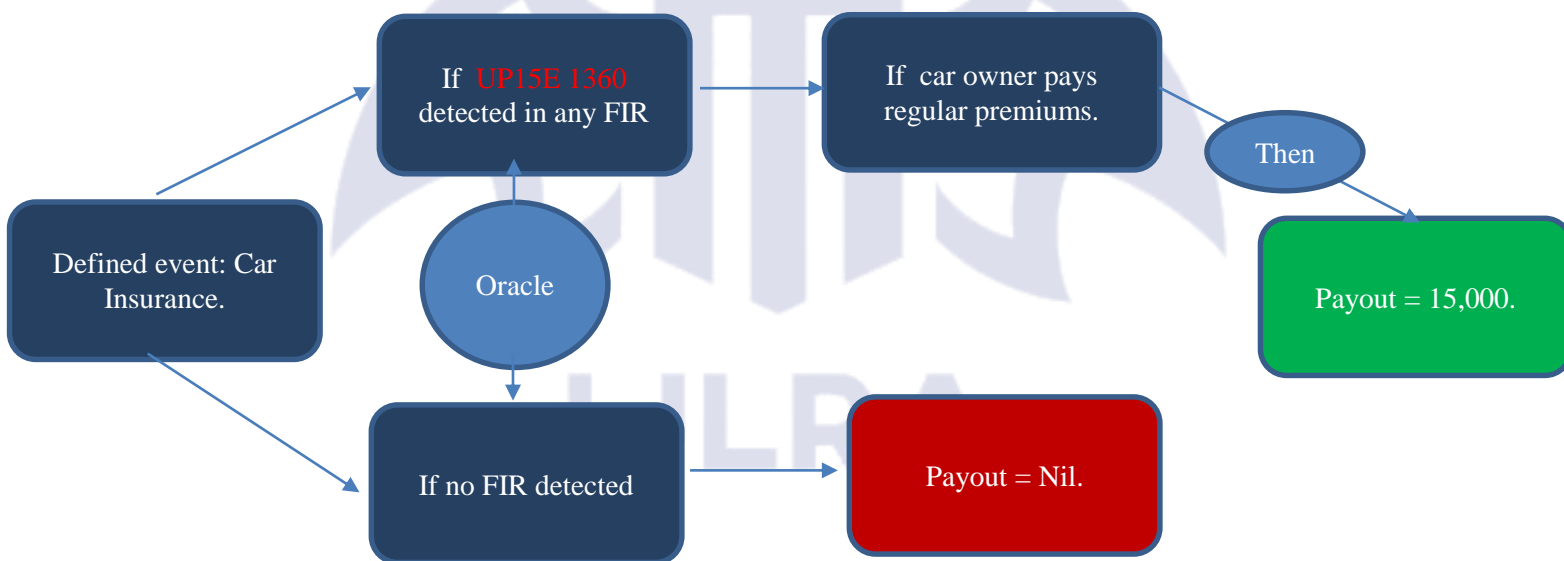 If UP15E 1360
detected in any FIR
If car owner pays
regular premiums.
Then
Defined event: Car
Insurance.
Oracle
Payout = 15,000.
If no FIR detected
Payout = Nil.